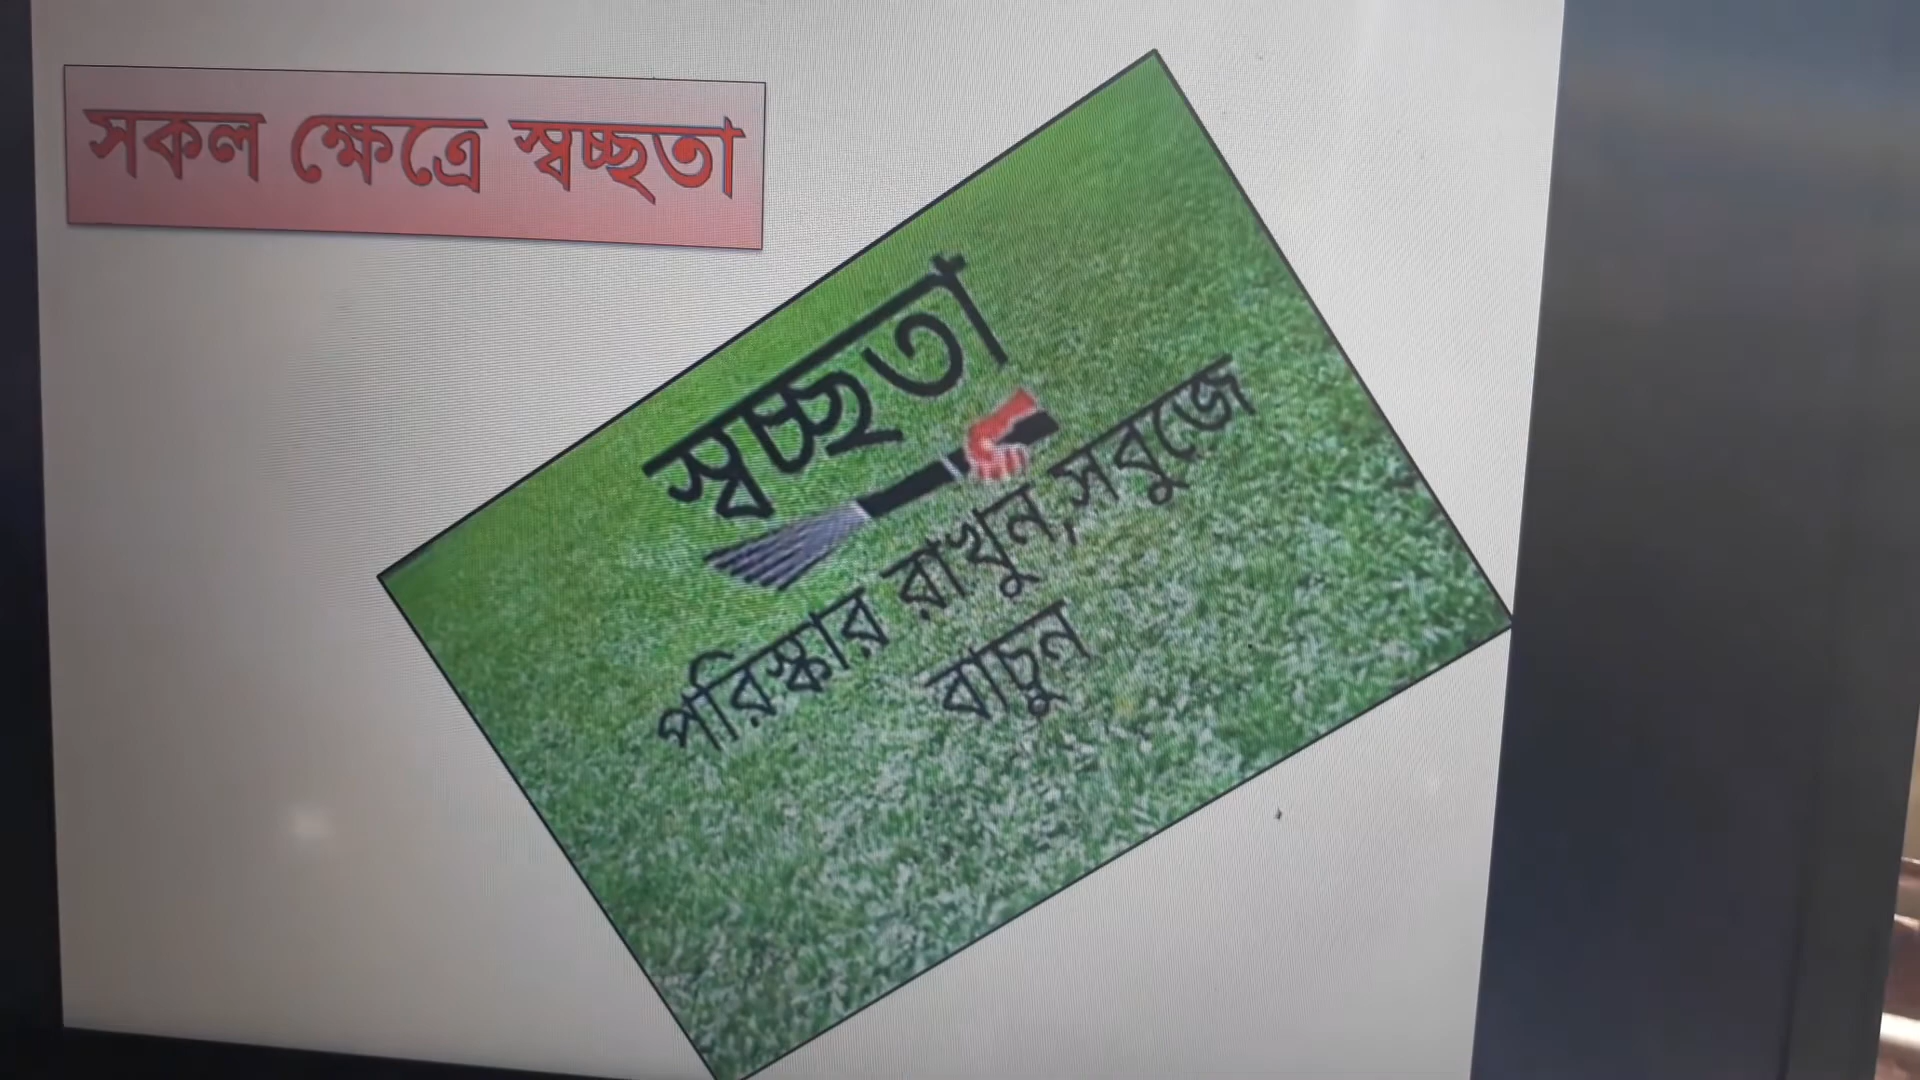 সকল ক্ষেত্রে স্বচ্ছতা
স্বচ্ছতা
পরিস্কার রাখুন,সবুজে
বাচুন